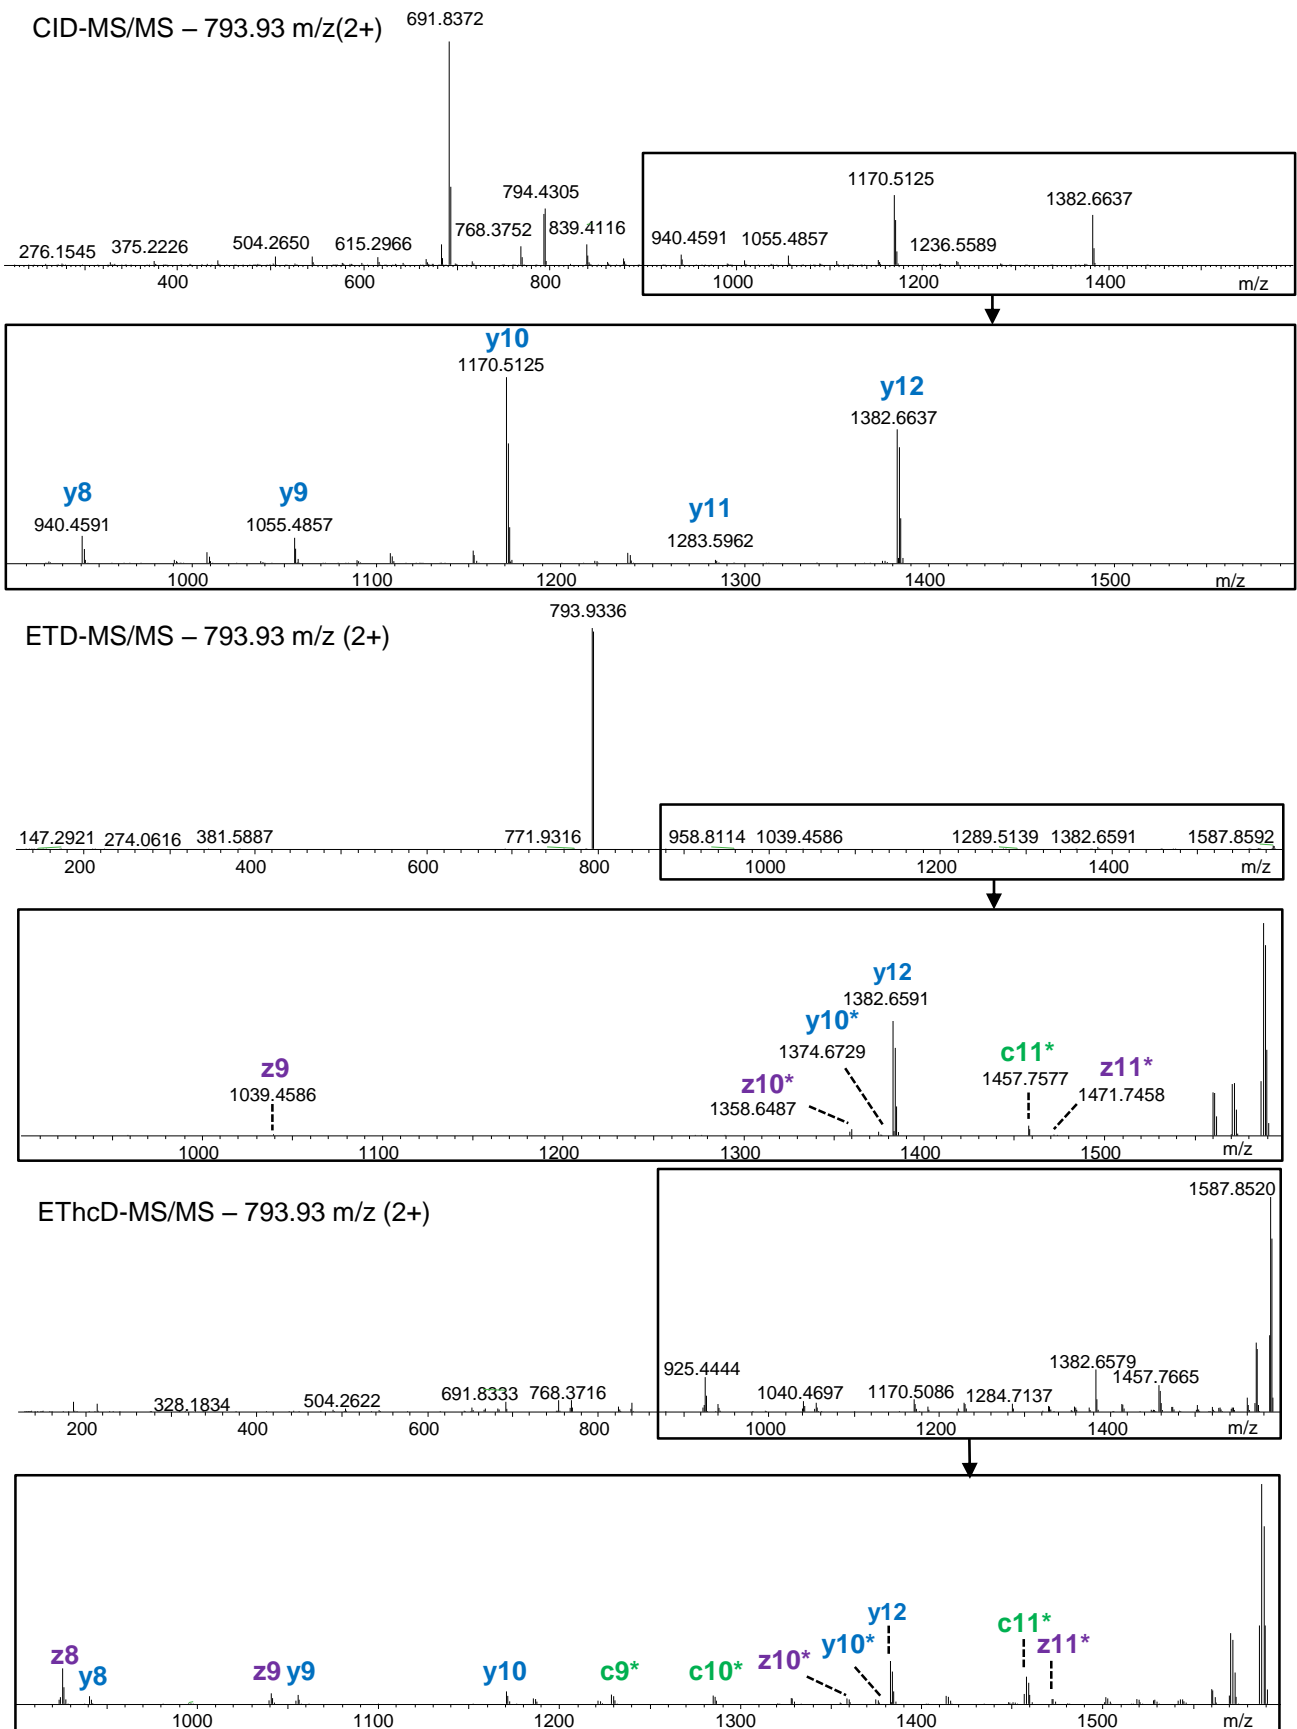 CID-MS/MS – 793.93 m/z(2+)
691.8372
794.4305
1170.5125
1382.6637
276.1545 375.2226 504.2650 615.2966 768.3752 839.4116 940.4591 1055.4857 1236.5589
400 600 800 1000 1200 1400 m/z
y10
1170.5125
y12
1382.6637
y8 y9 y11
940.4591 1055.4857 1283.5962
1000 1100 1200 1300 1400 1500 m/z
ETD-MS/MS – 793.93 m/z (2+)
793.9336
147.2921 274.0616 381.5887 771.9316 958.8114 1039.4586 1289.5139 1382.6591 1587.8592
200 400 600 800 1000 1200 1400 m/z
y12
1382.6591
y10*
1374.6729
z9 z10* c11* z11*
1039.4586 1358.6487 1457.7577 1471.7458
1000 1100 1200 1300 1400 1500 m/z
EThcD-MS/MS – 793.93 m/z (2+)
1587.8520
328.1834 504.2622 691.8333 768.3716 925.4444 1040.4697 1170.5086 1284.7137 1382.6579 1457.7665
200 400 600 800 1000 1200 1400 m/z
z8 y8 z9 y9 y10 c9* c10* z10* y10* y12 c11* z11*
1000 1100 1200 1300 1400 1500 m/z